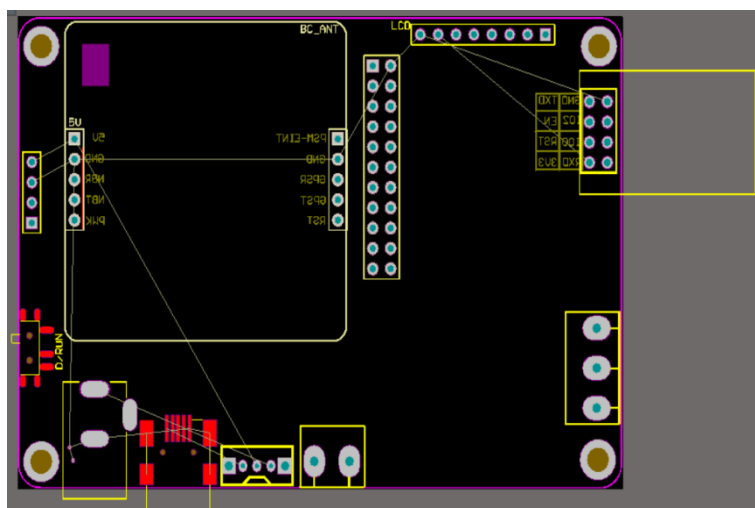 BC_ANT
LCD
5V
5V
GND
NBR
NBT
PWK
PSM-EINT
GND
GPSR
GPST
RST
TXD GND
EN IO2
RST IO0
3V3 RXD
D/RUN